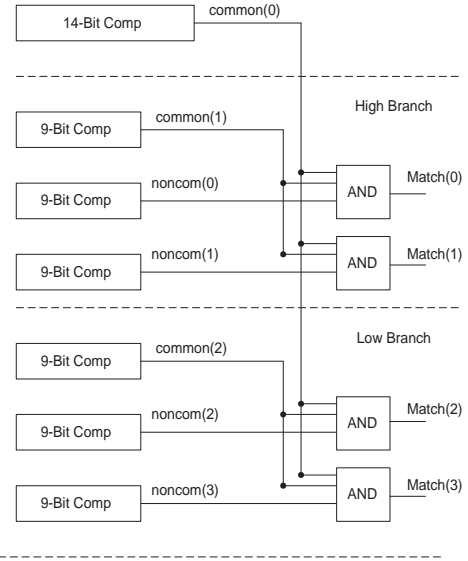 14-Bit Comp
common(0)
High Branch
9-Bit Comp
common(1)
9-Bit Comp
noncom(0)
AND
Match(0)
9-Bit Comp
noncom(1)
AND
Match(1)
Low Branch
9-Bit Comp
common(2)
9-Bit Comp
noncom(2)
AND
Match(2)
9-Bit Comp
noncom(3)
AND
Match(3)